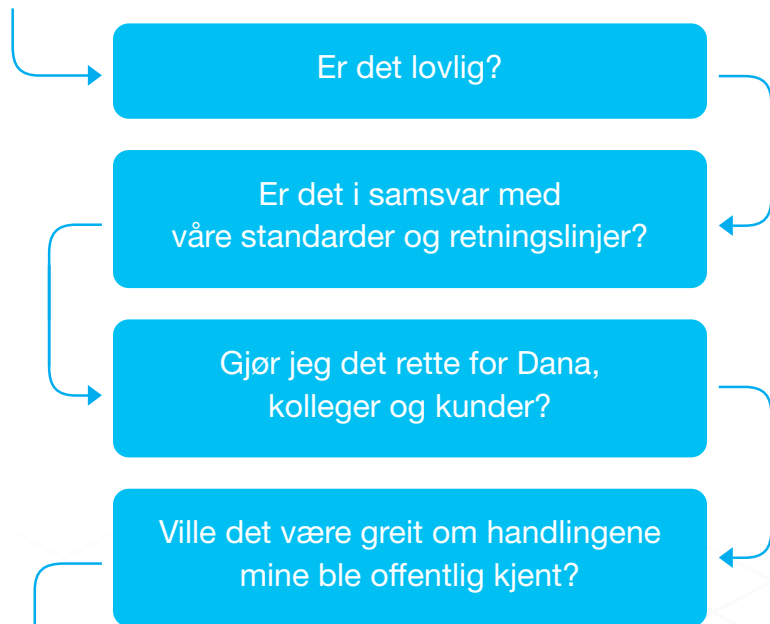 Er det lovlig?
Er det i samsvar med
våre standarder og retningslinjer?
Gjør jeg det rette for Dana,
kolleger og kunder?
Ville det være greit om handlingene
mine ble offentlig kjent?